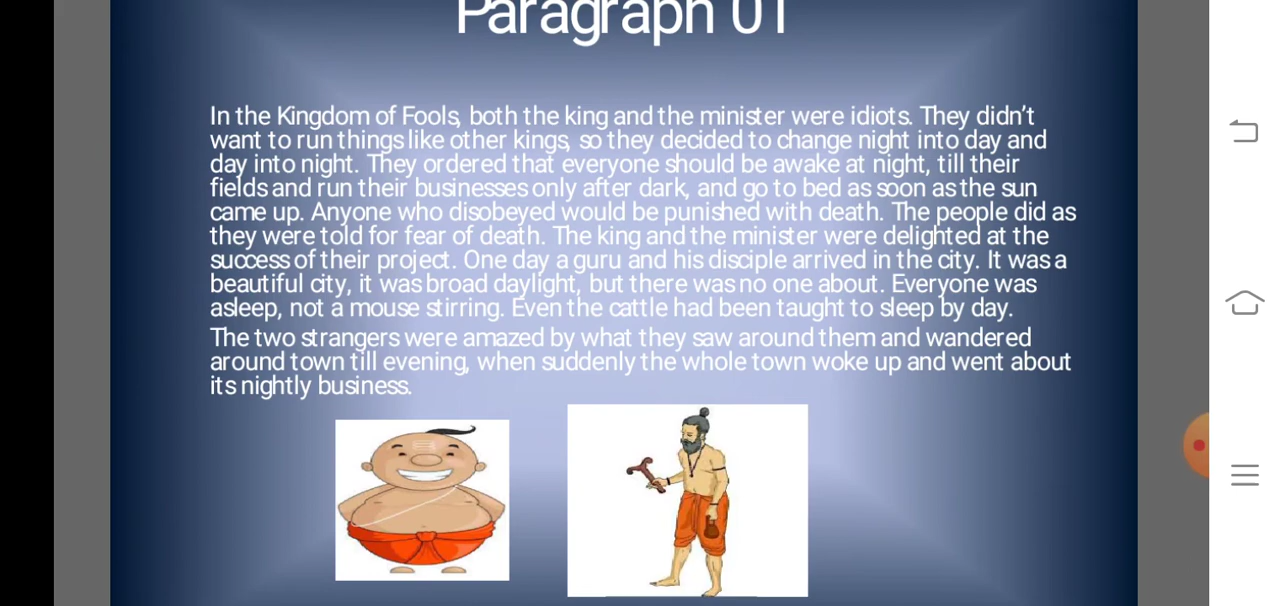 Paragraph 01
In the Kingdom of Fools, both the king and the minister were idiots. They didn’t
want to run things like other kings, so they decided to change night into day and
day into night. They ordered that everyone should be awake at night, till their
fields and run their businesses only after dark, and go to bed as soon as the sun
came up. Anyone who disobeyed would be punished with death. The people did as
they were told for fear of death. The king and the minister were delighted at the
success of their project. One day a guru and his disciple arrived in the city. It was a
beautiful city, it was broad daylight, but there was no one about. Everyone was
asleep, not a mouse stirring. Even the cattle had been taught to sleep by day.
The two strangers were amazed by what they saw around them and wandered
around town till evening, when suddenly the whole town woke up and went about
its nightly business.